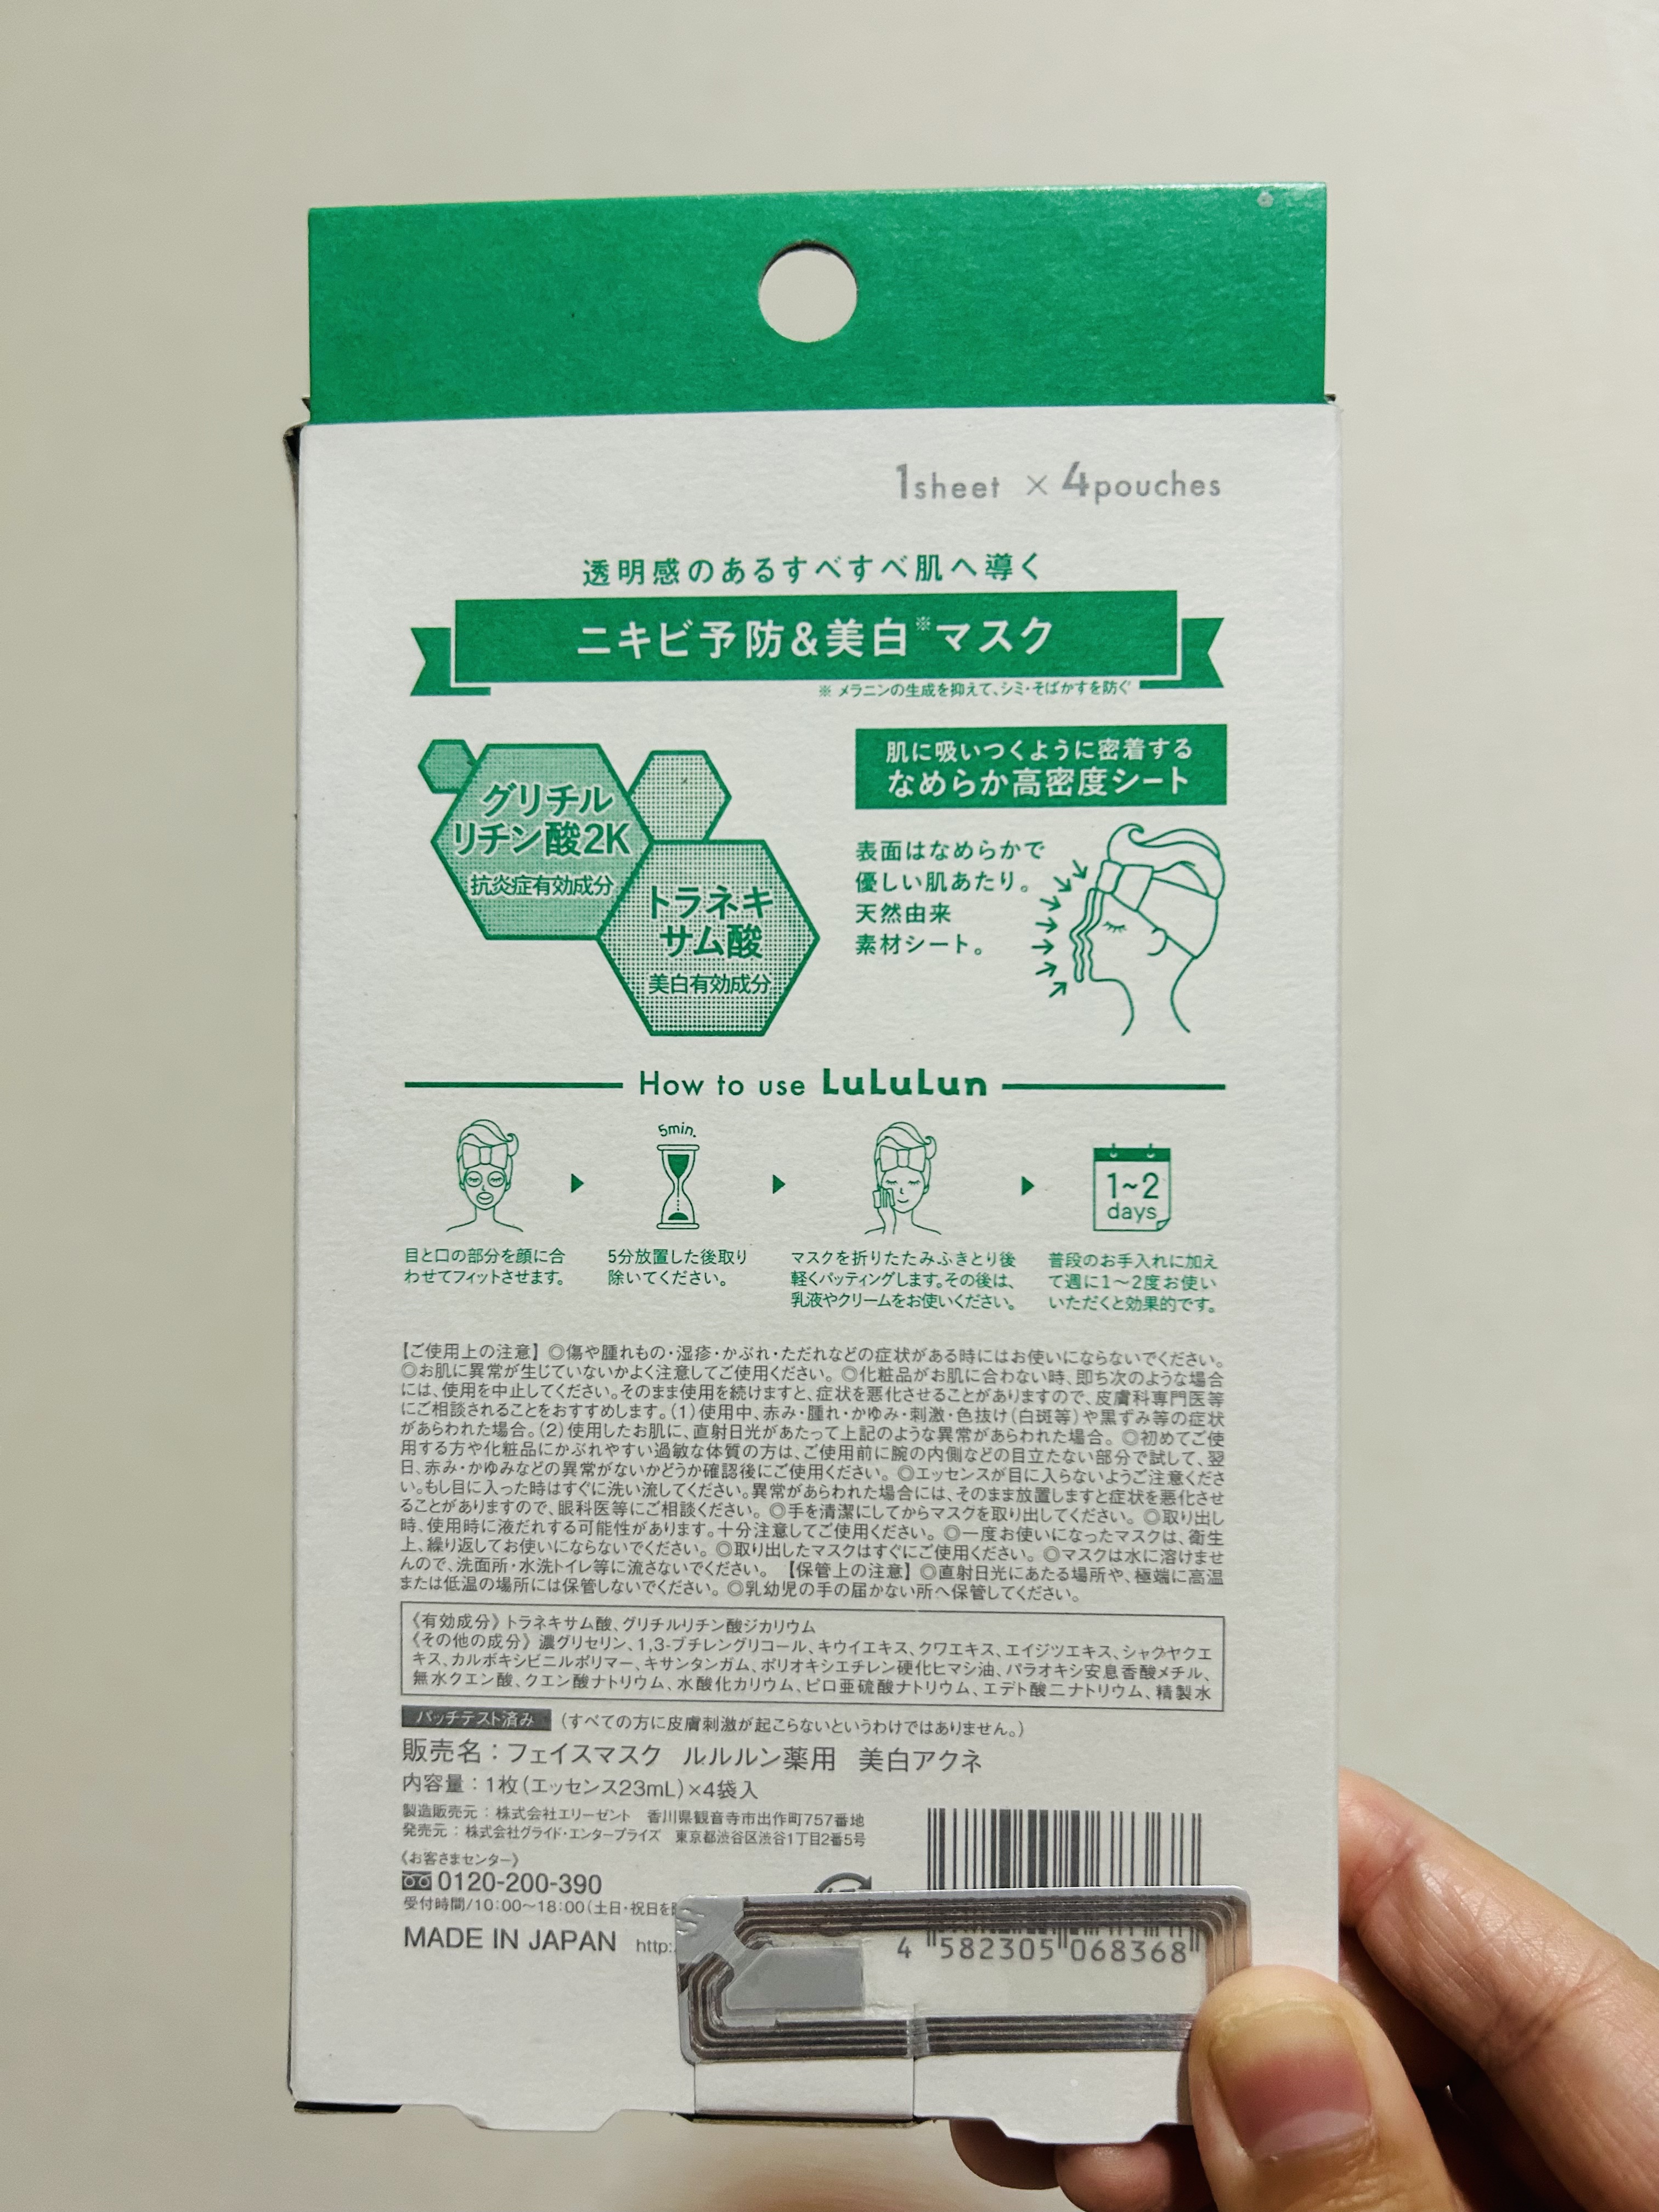 1sheet × 4pouches
透明感のあるすべすべ肌へ導く
ニキビ予防&美白※マスク
※ メラニンの生成を抑えて、シミ・そばかすを防ぐ
グリチル
リチン酸2K
抗炎症有効成分
トラネキ
サム酸
美白有効成分
肌に吸いつくように密着する
なめらか高密度シート
表面はなめらかで
優しい肌あたり。
天然由来
素材シート。
How to use LuLuLun
目と口の部分を顔に合
わせてフィットさせます。
5min.
5分放置した後取り
除いてください。
マスクを折りたたみふきとり後
軽くパッティングします。その後は、
乳液やクリームをお使いください。
1~2
days
普段のお手入れに加え
て週に1〜2度お使い
いただくと効果的です。
【ご使用上の注意】◎傷や腫れもの・湿疹・かぶれ・ただれなどの症状がある時にはお使いにならないでください。
◎お肌に異常が生じていないかよく注意してご使用ください。◎化粧品がお肌に合わない時、即ち次のような場合
には、使用を中止してください。そのまま使用を続けますと、症状を悪化させることがありますので、皮膚科専門医等
にご相談されることをおすすめします。(1)使用中、赤み・腫れ・かゆみ・刺激・色抜け(白斑等)や黒ずみ等の症状
があらわれた場合。(2)使用したお肌に、直射日光があたって上記のような異常があらわれた場合。◎初めてご使
用する方や化粧品にかぶれやすい過敏な体質の方は、ご使用前に腕の内側などの目立たない部分で試して、翌
日、赤み・かゆみなどの異常がないかどうか確認後にご使用ください。◎エッセンスが目に入らないようご注意くださ
い。もし目に入った時はすぐに洗い流してください。異常があらわれた場合には、そのまま放置しますと症状を悪化させ
ることがありますので、眼科医等にご相談ください。◎手を清潔にしてからマスクを取り出してください。◎取り出し
時、使用時に液だれする可能性があります。十分注意してご使用ください。◎一度お使いになったマスクは、衛生
上、繰り返してお使いにならないでください。◎取り出したマスクはすぐにご使用ください。◎マスクは水に溶けませ
んので、洗面所・水洗トイレ等に流さないでください。【保管上の注意】◎直射日光にあたる場所や、極端に高温
または低温の場所には保管しないでください。◎乳幼児の手の届かない所へ保管してください。
《有効成分》トラネキサム酸、グリチルリチン酸ジカリウム
《その他の成分》濃グリセリン、1,3-ブチレングリコール、キウイエキス、クワエキス、エイジツエキス、シャクヤクエ
キス、カルボキシビニルポリマー、キサンタンガム、ポリオキシエチレン硬化ヒマシ油、パラオキシ安息香酸メチル、
無水クエン酸、クエン酸ナトリウム、水酸化カリウム、ピロ亜硫酸ナトリウム、エデト酸二ナトリウム、精製水
パッチテスト済み (すべての方に皮膚刺激が起こらないというわけではありません。)
販売名：フェイスマスク ルルルン薬用 美白アクネ
内容量：1枚(エッセンス23mL)×4袋入
製造販売元：株式会社エリーゼント 香川県観音寺市出作町757番地
発売元：株式会社グライド・エンタープライズ 東京都渋谷区渋谷1丁目2番5号
《お客さまセンター》
0120-200-390
受付時間/10:00〜18:00(土日・祝日を
MADE IN JAPAN http:
4 582305 068368